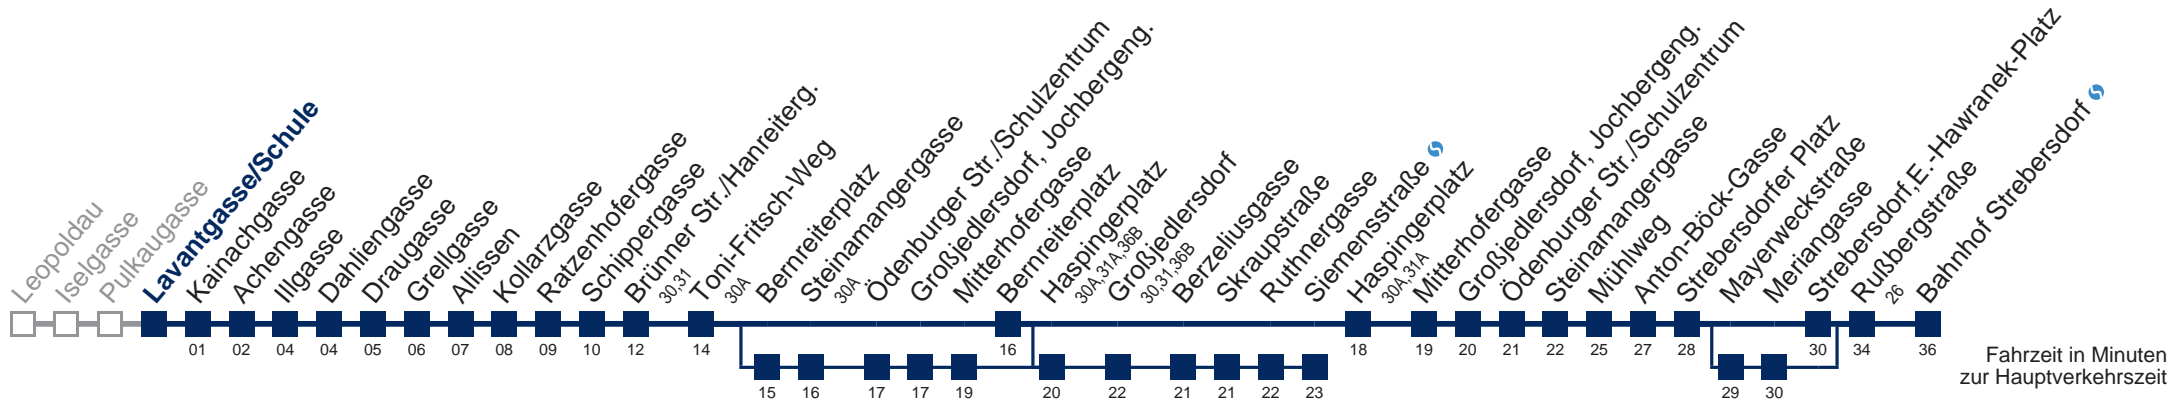 Leopoldau
Iselgasse
Pulkaugasse
Lavantgasse/Schule
Kainachgasse
Achengasse
Illgasse
Dahliengasse
Draugasse
Grellgasse
Allissen
Kollarzgasse
Ratzenhofergasse
Schippergasse
Brünner Str./Hanreiterg.
30,31
Toni-Fritsch-Weg
30A
Bernreiterplatz
Steinamangergasse
30A
Ödenburger Str./Schulzentrum
Großjedlersdorf, Jochbergeng.
Mitterhofergasse
Bernreiterplatz
Haspingerplatz
30A,31A,36B
Großjedlersdorf
30,31,36B
Berzeliusgasse
Skraupstraße
Ruthnergasse
Siemensstraße
Haspingerplatz
30A,31A
Mitterhofergasse
Großjedlersdorf, Jochbergeng.
Ödenburger Str./Schulzentrum
Steinamangergasse
Mühlweg
Anton-Böck-Gasse
Strebersdorfer Platz
Mayerweckstraße
Meriangasse
Strebersdorf,E.-Hawranek-Platz
Rußbergstraße
26
Bahnhof Strebersdorf
01 02 04 04 05 06 07 08 09 10 12 14 16 18 19 20 21 22 25 27 28 30 34 36
15 16 17 17 19 20 22 21 21 22 23 29 30
Fahrzeit in Minuten
zur Hauptverkehrszeit